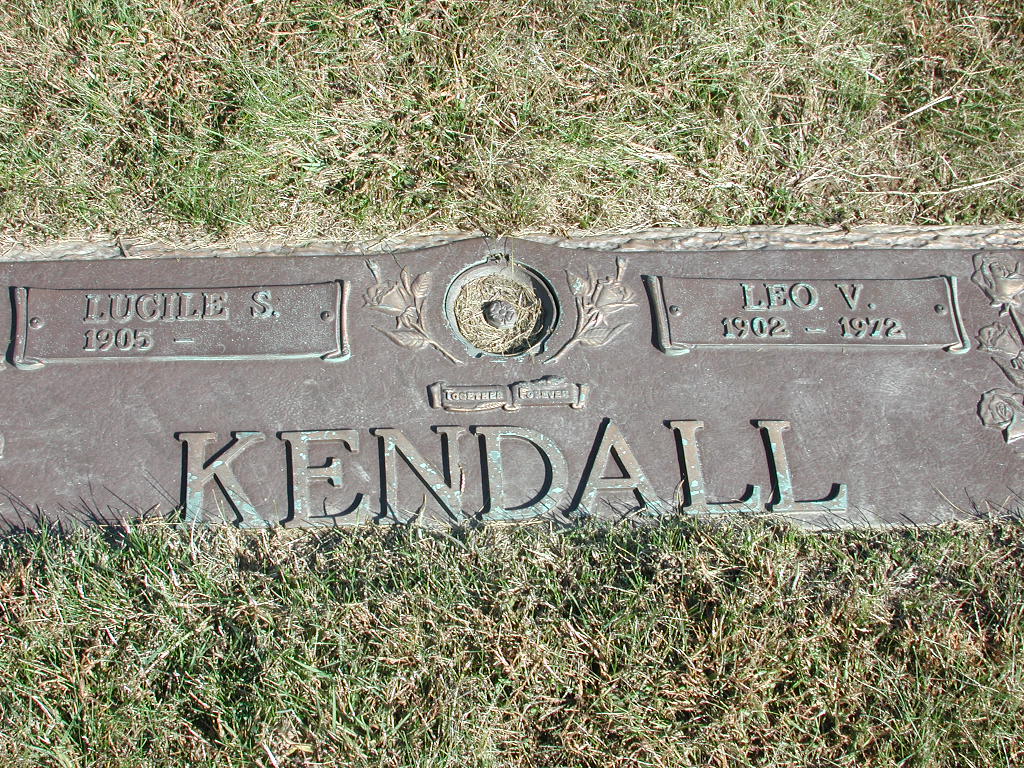 LUCILE S.
1905 –
LEO V.
1902 – 1972
TOGETHER FOREVER
KENDALL